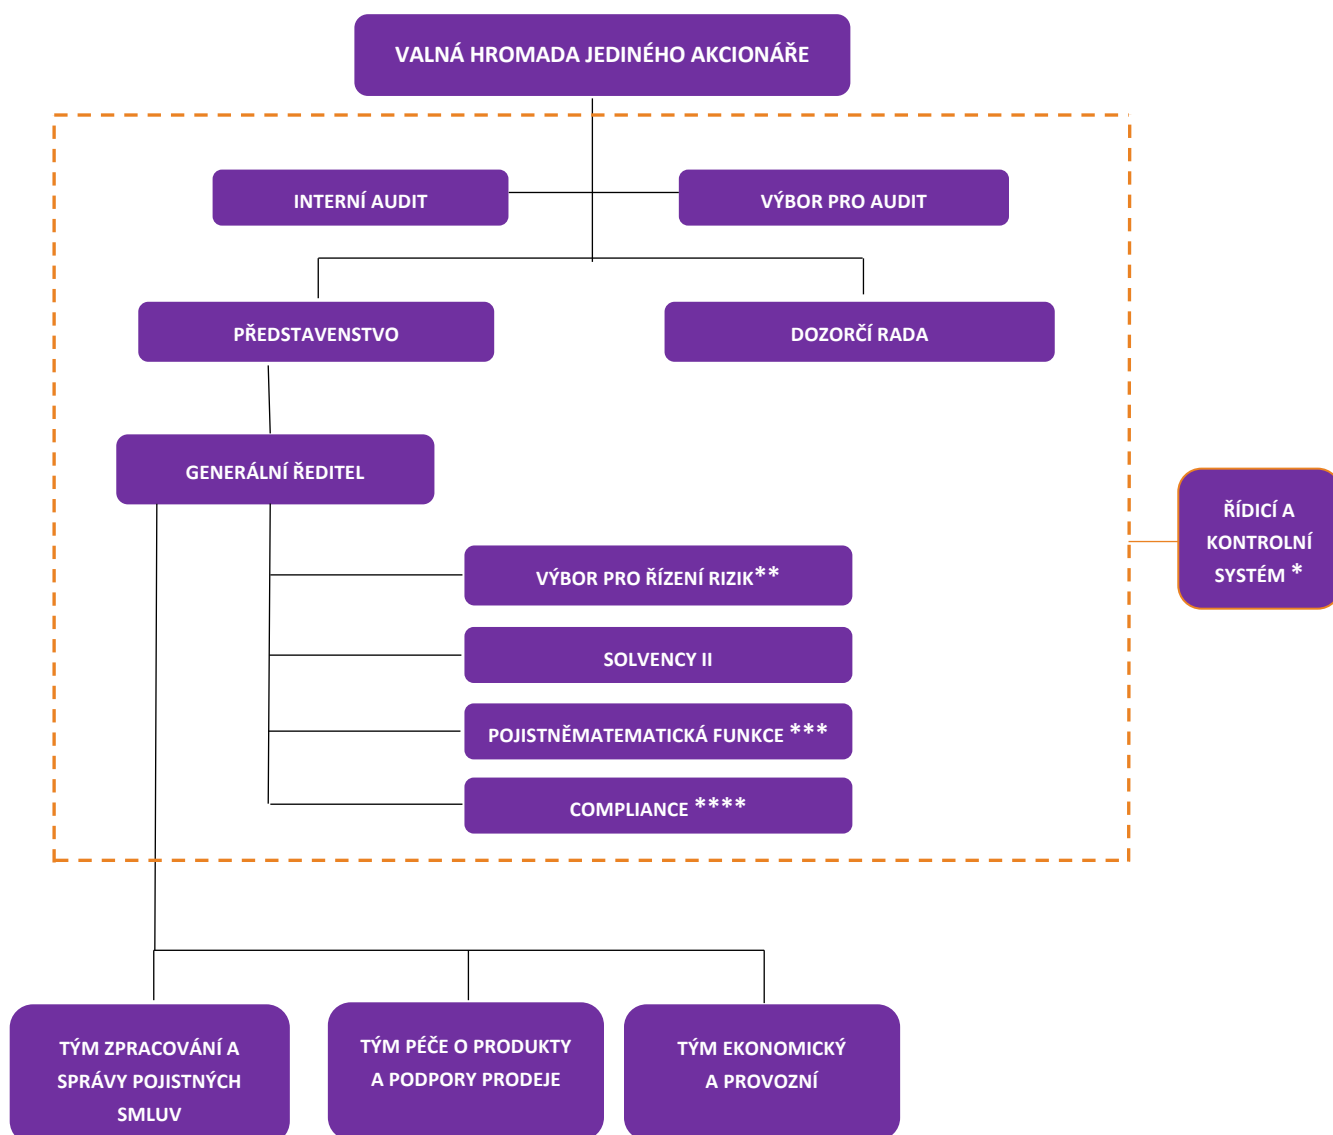 VALNÁ HROMADA JEDINÉHO AKCIONÁŘE
INTERNÍ AUDIT
VÝBOR PRO AUDIT
PŘEDSTAVENSTVO
DOZORČÍ RADA
GENERÁLNÍ ŘEDITEL
ŘÍDICÍ A
KONTROLNÍ
SYSTÉM *
VÝBOR PRO ŘÍZENÍ RIZIK**
SOLVENCY II
POJISTNĚMATEMATICKÁ FUNKCE ***
COMPLIANCE ****
TÝM ZPRACOVÁNÍ A
SPRÁVY POJISTNÝCH
SMLUV
TÝM PÉČE O PRODUKTY
A PODPORY PRODEJE
TÝM EKONOMICKÝ
A PROVOZNÍ